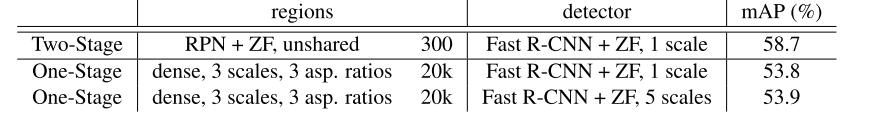 regions detector mAP (%)
Two-Stage RPN + ZF, unshared 300 Fast R-CNN + ZF, 1 scale 58.7
One-Stage dense, 3 scales, 3 asp. ratios 20k Fast R-CNN + ZF, 1 scale 53.8
One-Stage dense, 3 scales, 3 asp. ratios 20k Fast R-CNN + ZF, 5 scales 53.9